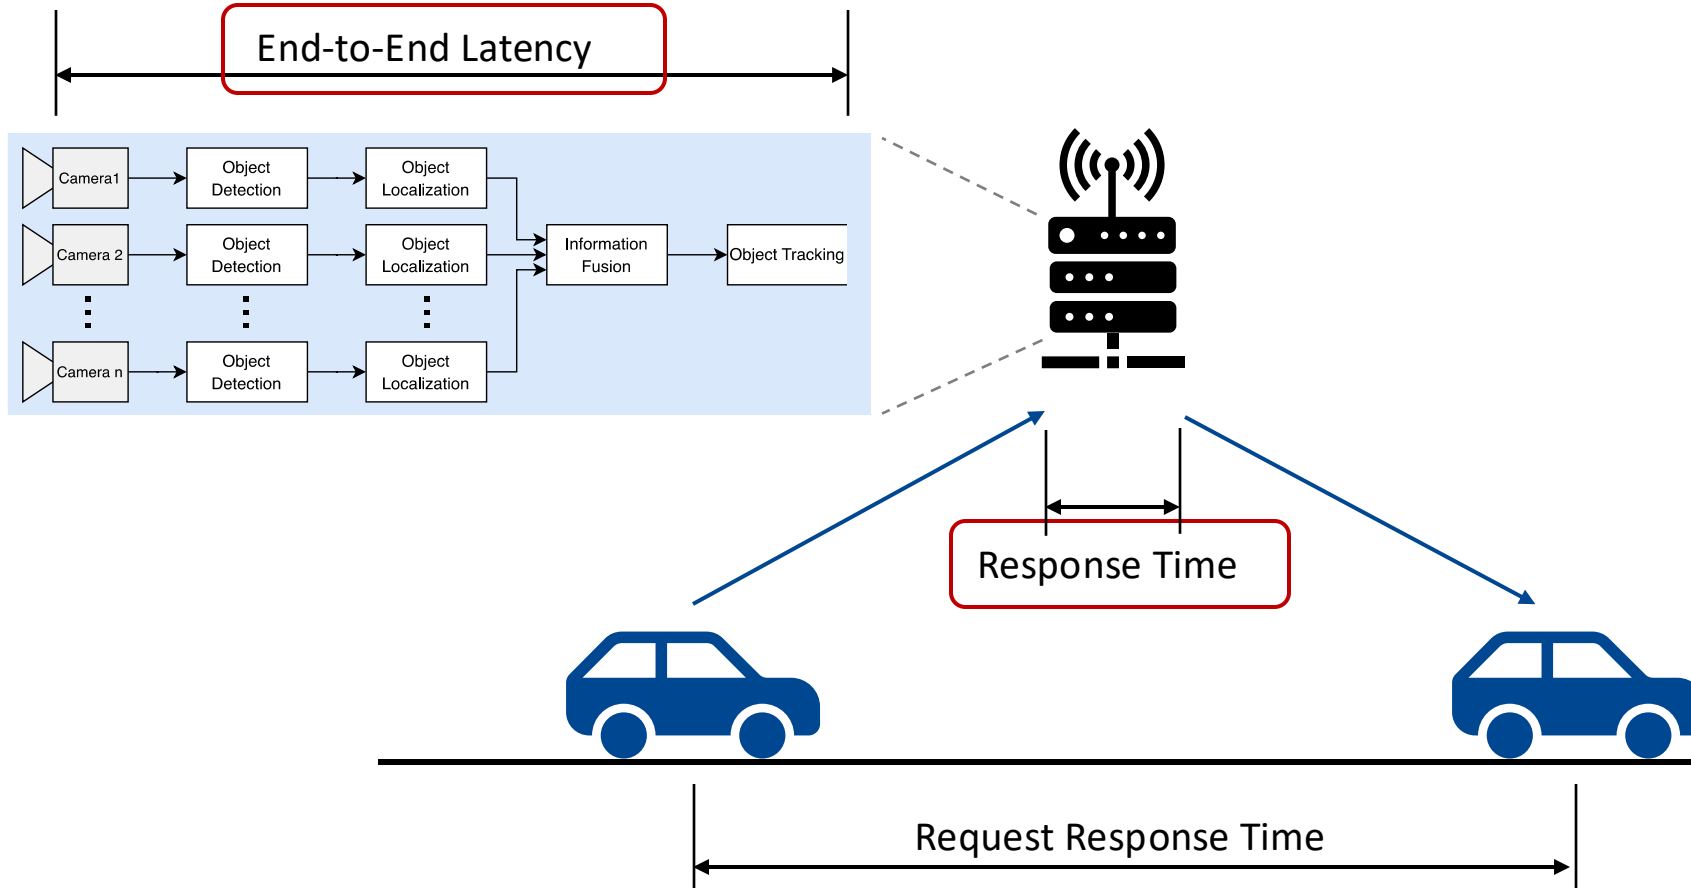 End-to-End Latency
Camera1
Object
Detection
Object
Localization
Camera 2
Object
Detection
Object
Localization
Information
Fusion
Object Tracking
Camera n
Object
Detection
Object
Localization
Response Time
Request Response Time